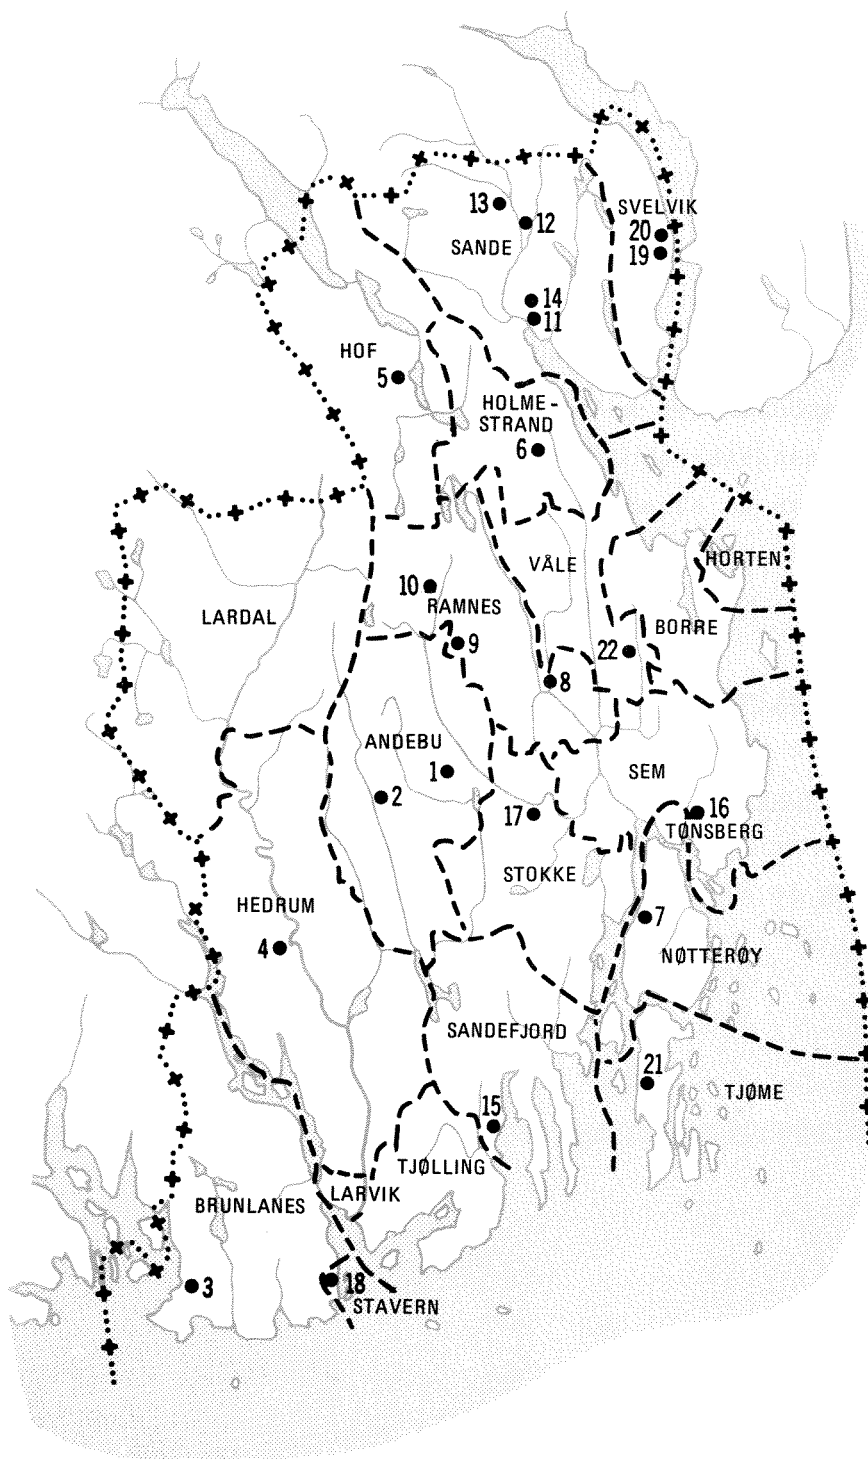 13
12
SANDE
SVELVIK
20
19
14
11
HOF
5
HOLME-
STRAND
6
VÅLE
HORTEN
10
RAMNES
LARDAL
BORRE
9
22
8
ANDEBU
1
2
SEM
17
16
TØNSBERG
STOKKE
HEDRUM
4
7
NØTTERØY
SANDEFJORD
21
TJØME
15
TJØLLING
LARVIK
BRUNLANES
3
18
STAVERN